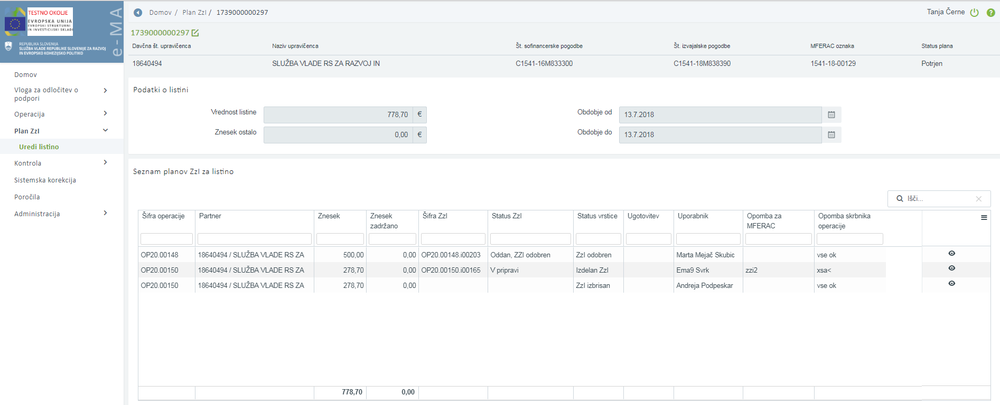 TESTNO OKOLJE
EVROPSKA UNIJA
EVROPSKI STRUKTURNI
IN INVESTICIJSKI SKLADI
REPUBLIKA SLOVENIJA
SLUŽBA VLADE REPUBLIKE SLOVENIJE ZA RAZVOJ
IN EVROPSKO KOHEZIJSKO POLITIKO
e-MA
Domov
Vloga za odločitev o
podpori
Operacija
Plan ZzI
Uredi listino
Kontrola
Sistemska korekcija
Poročila
Administracija
Domov / Plan ZzI / 1739000000297
Tanja Černe
1739000000297
Davčna št. upravičenca Naziv upravičenca Št. sofinancerske pogodbe Št. izvajalske pogodbe MFERAC oznaka Status plana
18640494 SLUŽBA VLADE RS ZA RAZVOJ IN C1541-16M833300 C1541-18M838390 1541-18-00129 Potrjen
Podatki o listini
Vrednost listine 778,70 € Obdobje od 13.7.2018
Znesek ostalo 0,00 € Obdobje do 13.7.2018
Seznam planov ZzI za listino
Išči...
Šifra operacije Partner Znesek Znesek zadržano Šifra ZzI Status ZzI Status vrstice Ugotovitev Uporabnik Opomba za MFERAC Opomba skrbnika operacije
OP20.00148 18640494 / SLUŽBA VLADE RS ZA 500,00 0,00 OP20.00148.i00203 Oddan, ZZI odobren ZzI odobren Marta Mejač Skubic vse ok
OP20.00150 18640494 / SLUŽBA VLADE RS ZA 278,70 0,00 OP20.00150.i00165 V pripravi Izdelan ZzI Ema9 Svrk zzi2 xsa<
OP20.00150 18640494 / SLUŽBA VLADE RS ZA 278,70 0,00 ZzI izbrisan Andreja Podpeskar vse ok
778,70 0,00